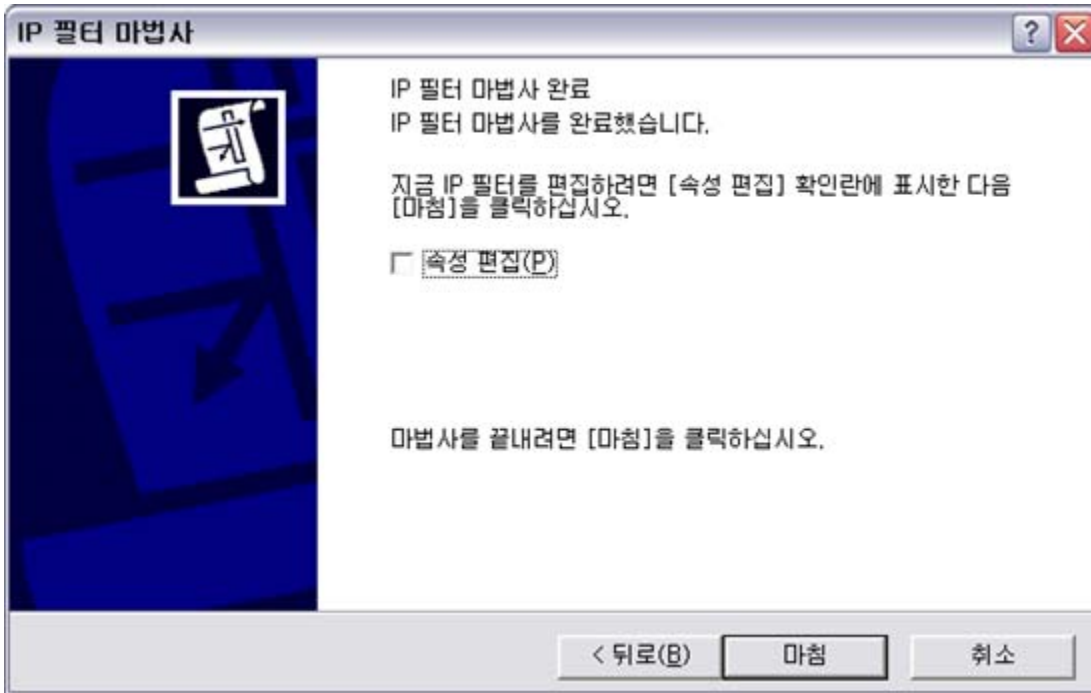 IP 필터 마법사
IP 필터 마법사 완료
IP 필터 마법사를 완료했습니다.
지금 IP 필터를 편집하려면 [속성 편집] 확인란에 표시한 다음
[마침]을 클릭하십시오.
속성 편집(P)
마법사를 끝내려면 [마침]을 클릭하십시오.
< 뒤로(B) 마침 취소